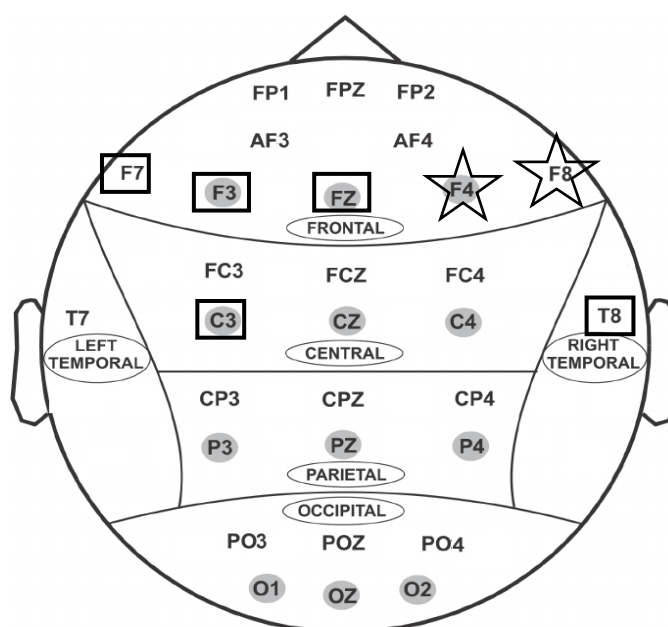 FP1 FPZ FP2
AF3 AF4
F7 F3 FZ F4 F8
FRONTAL
FC3 FCZ FC4
T7 C3 CZ C4 T8
LEFT TEMPORAL
CENTRAL
RIGHT TEMPORAL
CP3 CPZ CP4
P3 PZ P4
PARIETAL
OCCIPITAL
PO3 POZ PO4
O1 OZ O2